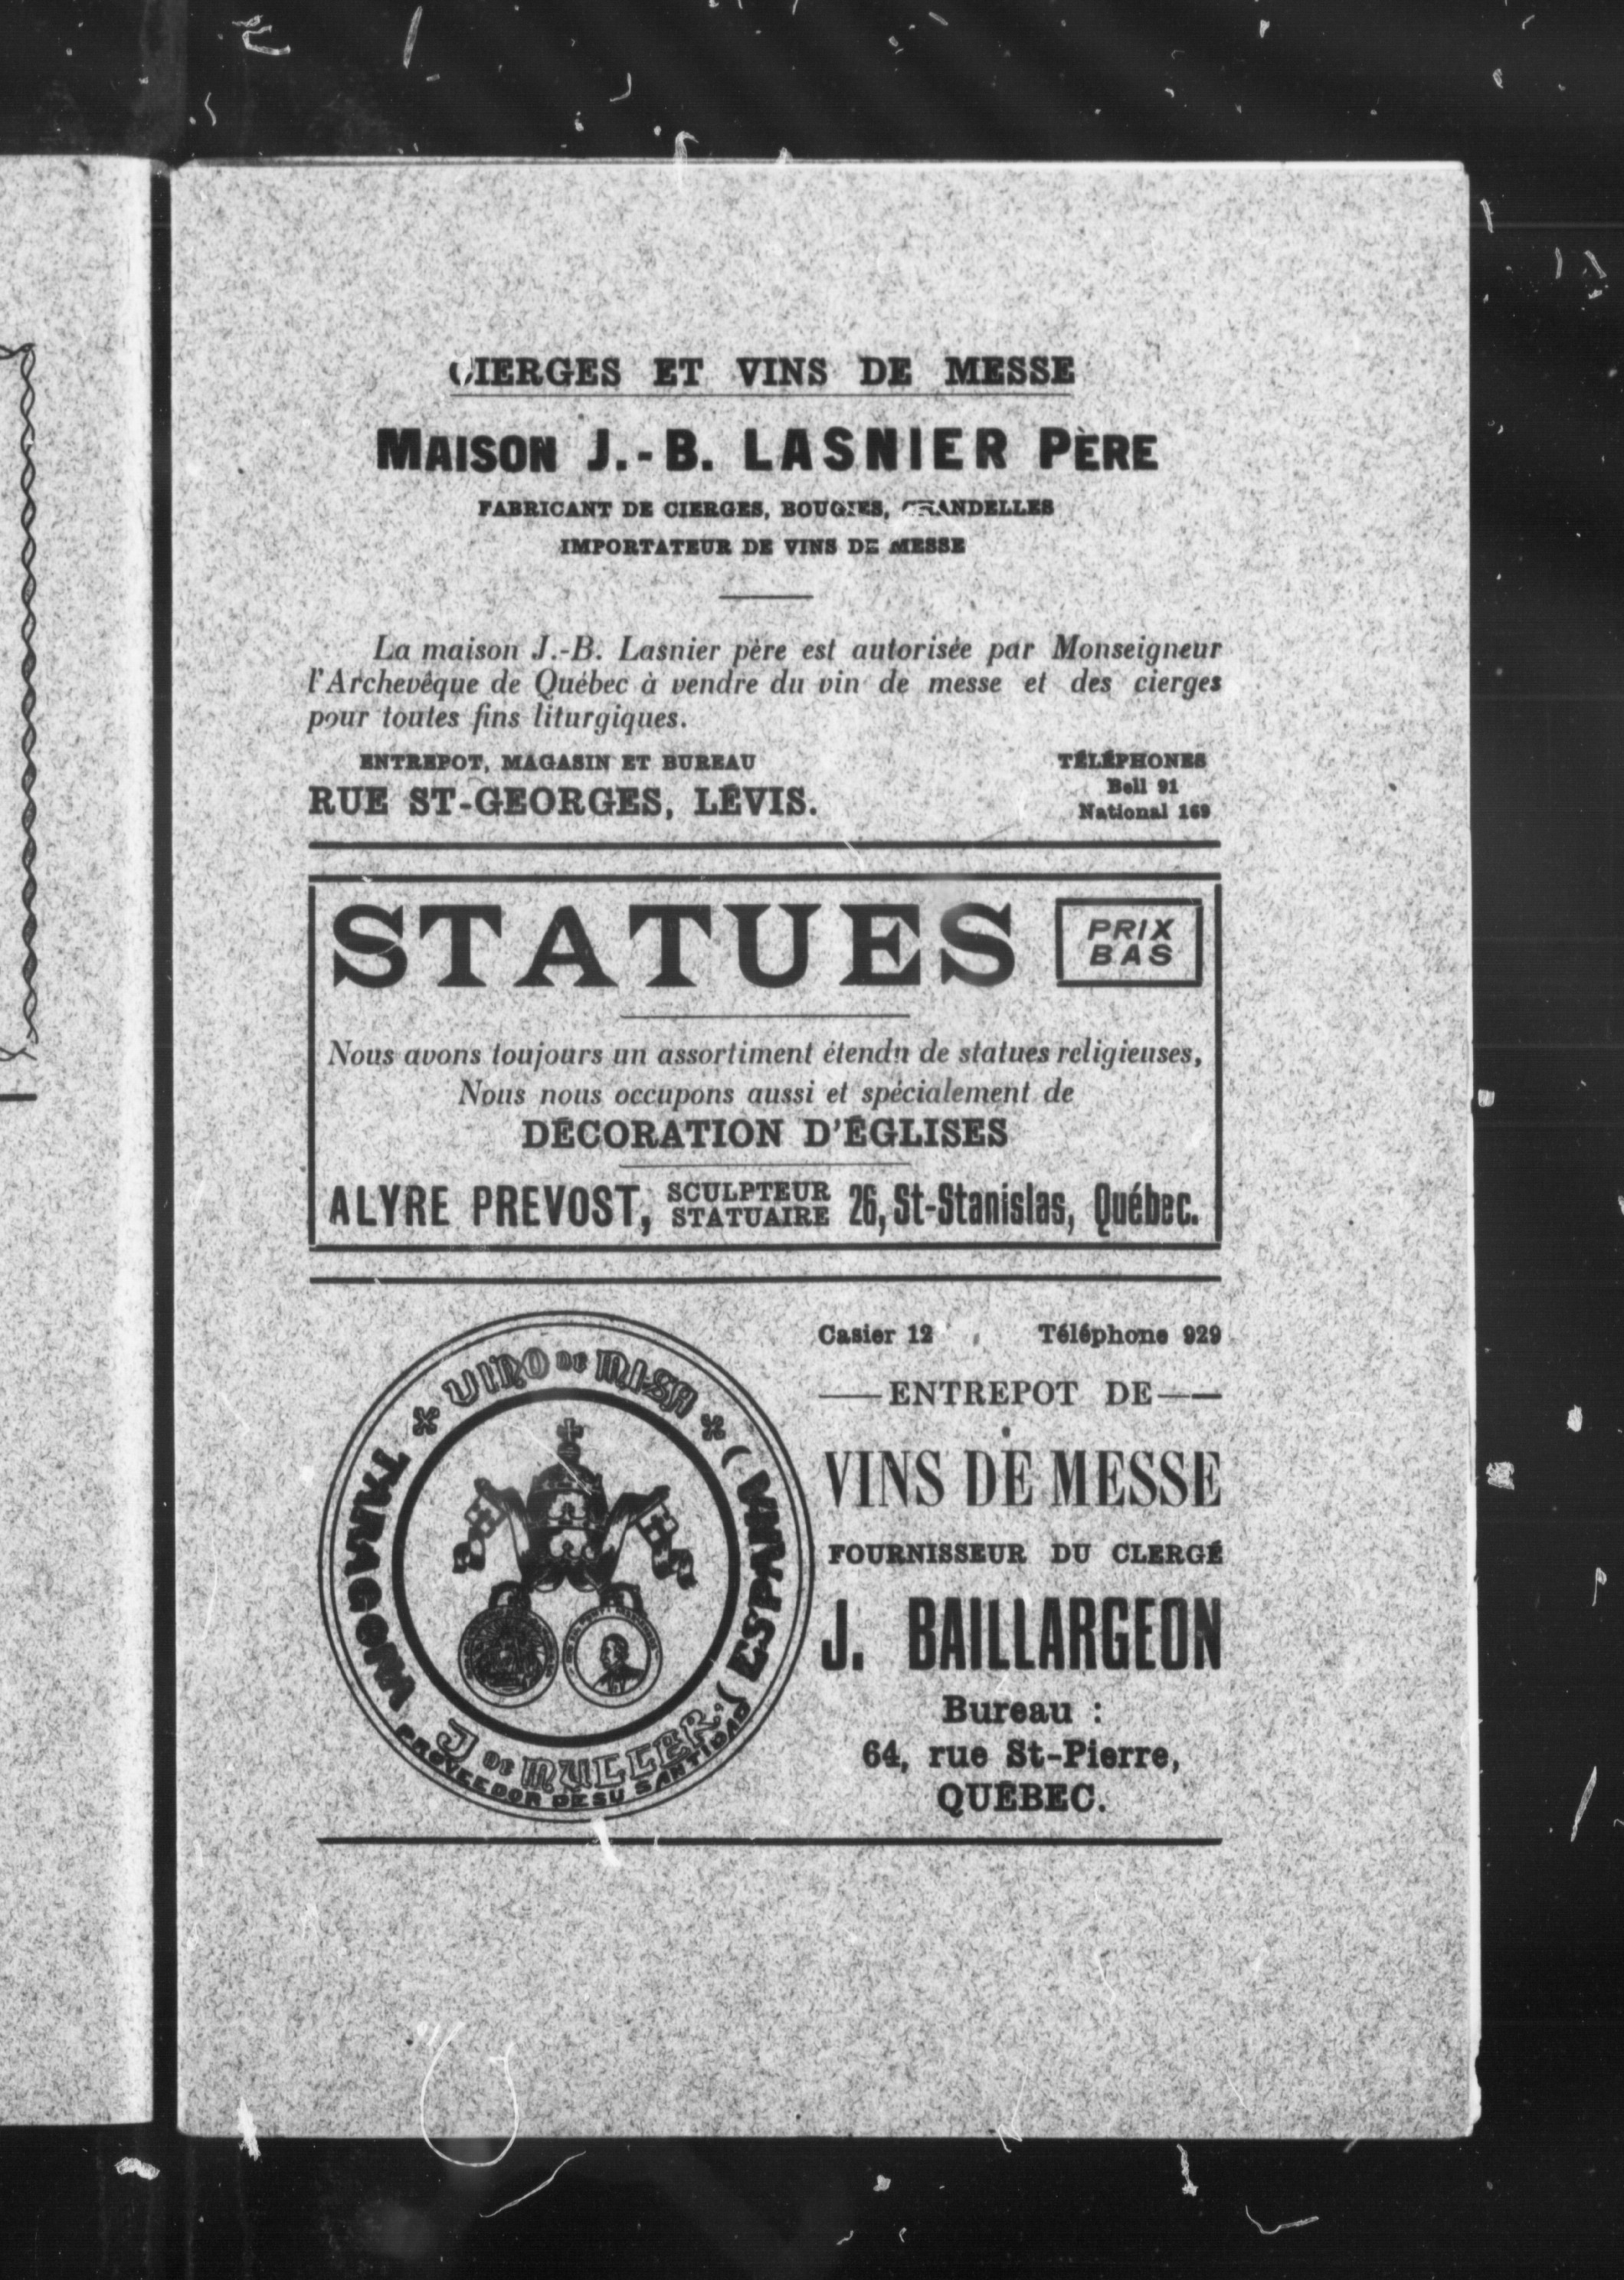 CIERGES ET VINS DE MESSE
MAISON J.-B. LASNIER PÈRE
FABRICANT DE CIERGES, BOUGIES, CHANDELLES
IMPORTATEUR DE VINS DE MESSE
La maison J.-B. Lasnier père est autorisée par Monseigneur
l'Archevêque de Québec à vendre du vin de messe et des cierges
pour toutes fins liturgiques.
ENTREPOT, MAGASIN ET BUREAU
RUE ST-GEORGES, LÉVIS.
TÉLÉPHONES
Bell 91
National 169
STATUES
PRIX
BAS
Nous avons toujours un assortiment étendn de statues religieuses,
Nous nous occupons aussi et spécialement de
DÉCORATION D'ÉGLISES
ALYRE PREVOST, SCULPTEUR STATUAIRE 26, St-Stanislas, Québec.
VINO DE MISA
TARAGONA
(ESPAÑA)
J DE MULLER
PROVEEDOR DE SU SANTIDAD
Casier 12 Téléphone 929
ENTREPOT DE
VINS DE MESSE
FOURNISSEUR DU CLERGÉ
J. BAILLARGEON
Bureau :
64, rue St-Pierre,
QUÉBEC.